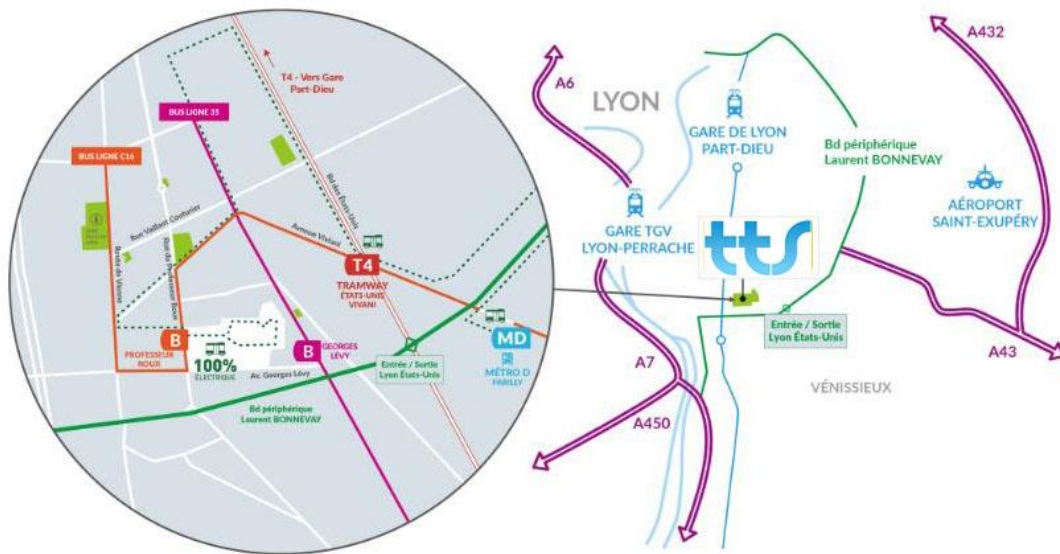 T4 - Vers Gare
Part-Dieu
BUS LIGNE 35
BUS LIGNE C16
Bd des États-Unis
Rue Vaillant Couturier
Avenue Viviani
Route de Vienne
Rue du Professeur Roux
T4
TRAMWAY
ÉTATS-UNIS
VIVANI
B
PROFESSEUR
ROUX
100%
ÉLECTRIQUE
B
GEORGES
LÉVY
Av. Georges Lévy
Entrée / Sortie
Lyon États-Unis
MD
MÉTRO D
PARILLY
Bd périphérique
Laurent BONNEVAY
A6
LYON
GARE DE LYON
PART-DIEU
A432
Bd périphérique
Laurent BONNEVAY
AÉROPORT
SAINT-EXUPÉRY
GARE TGV
LYON-PERRACHE
tts
Entrée / Sortie
Lyon États-Unis
A43
A7
VÉNISSIEUX
A450